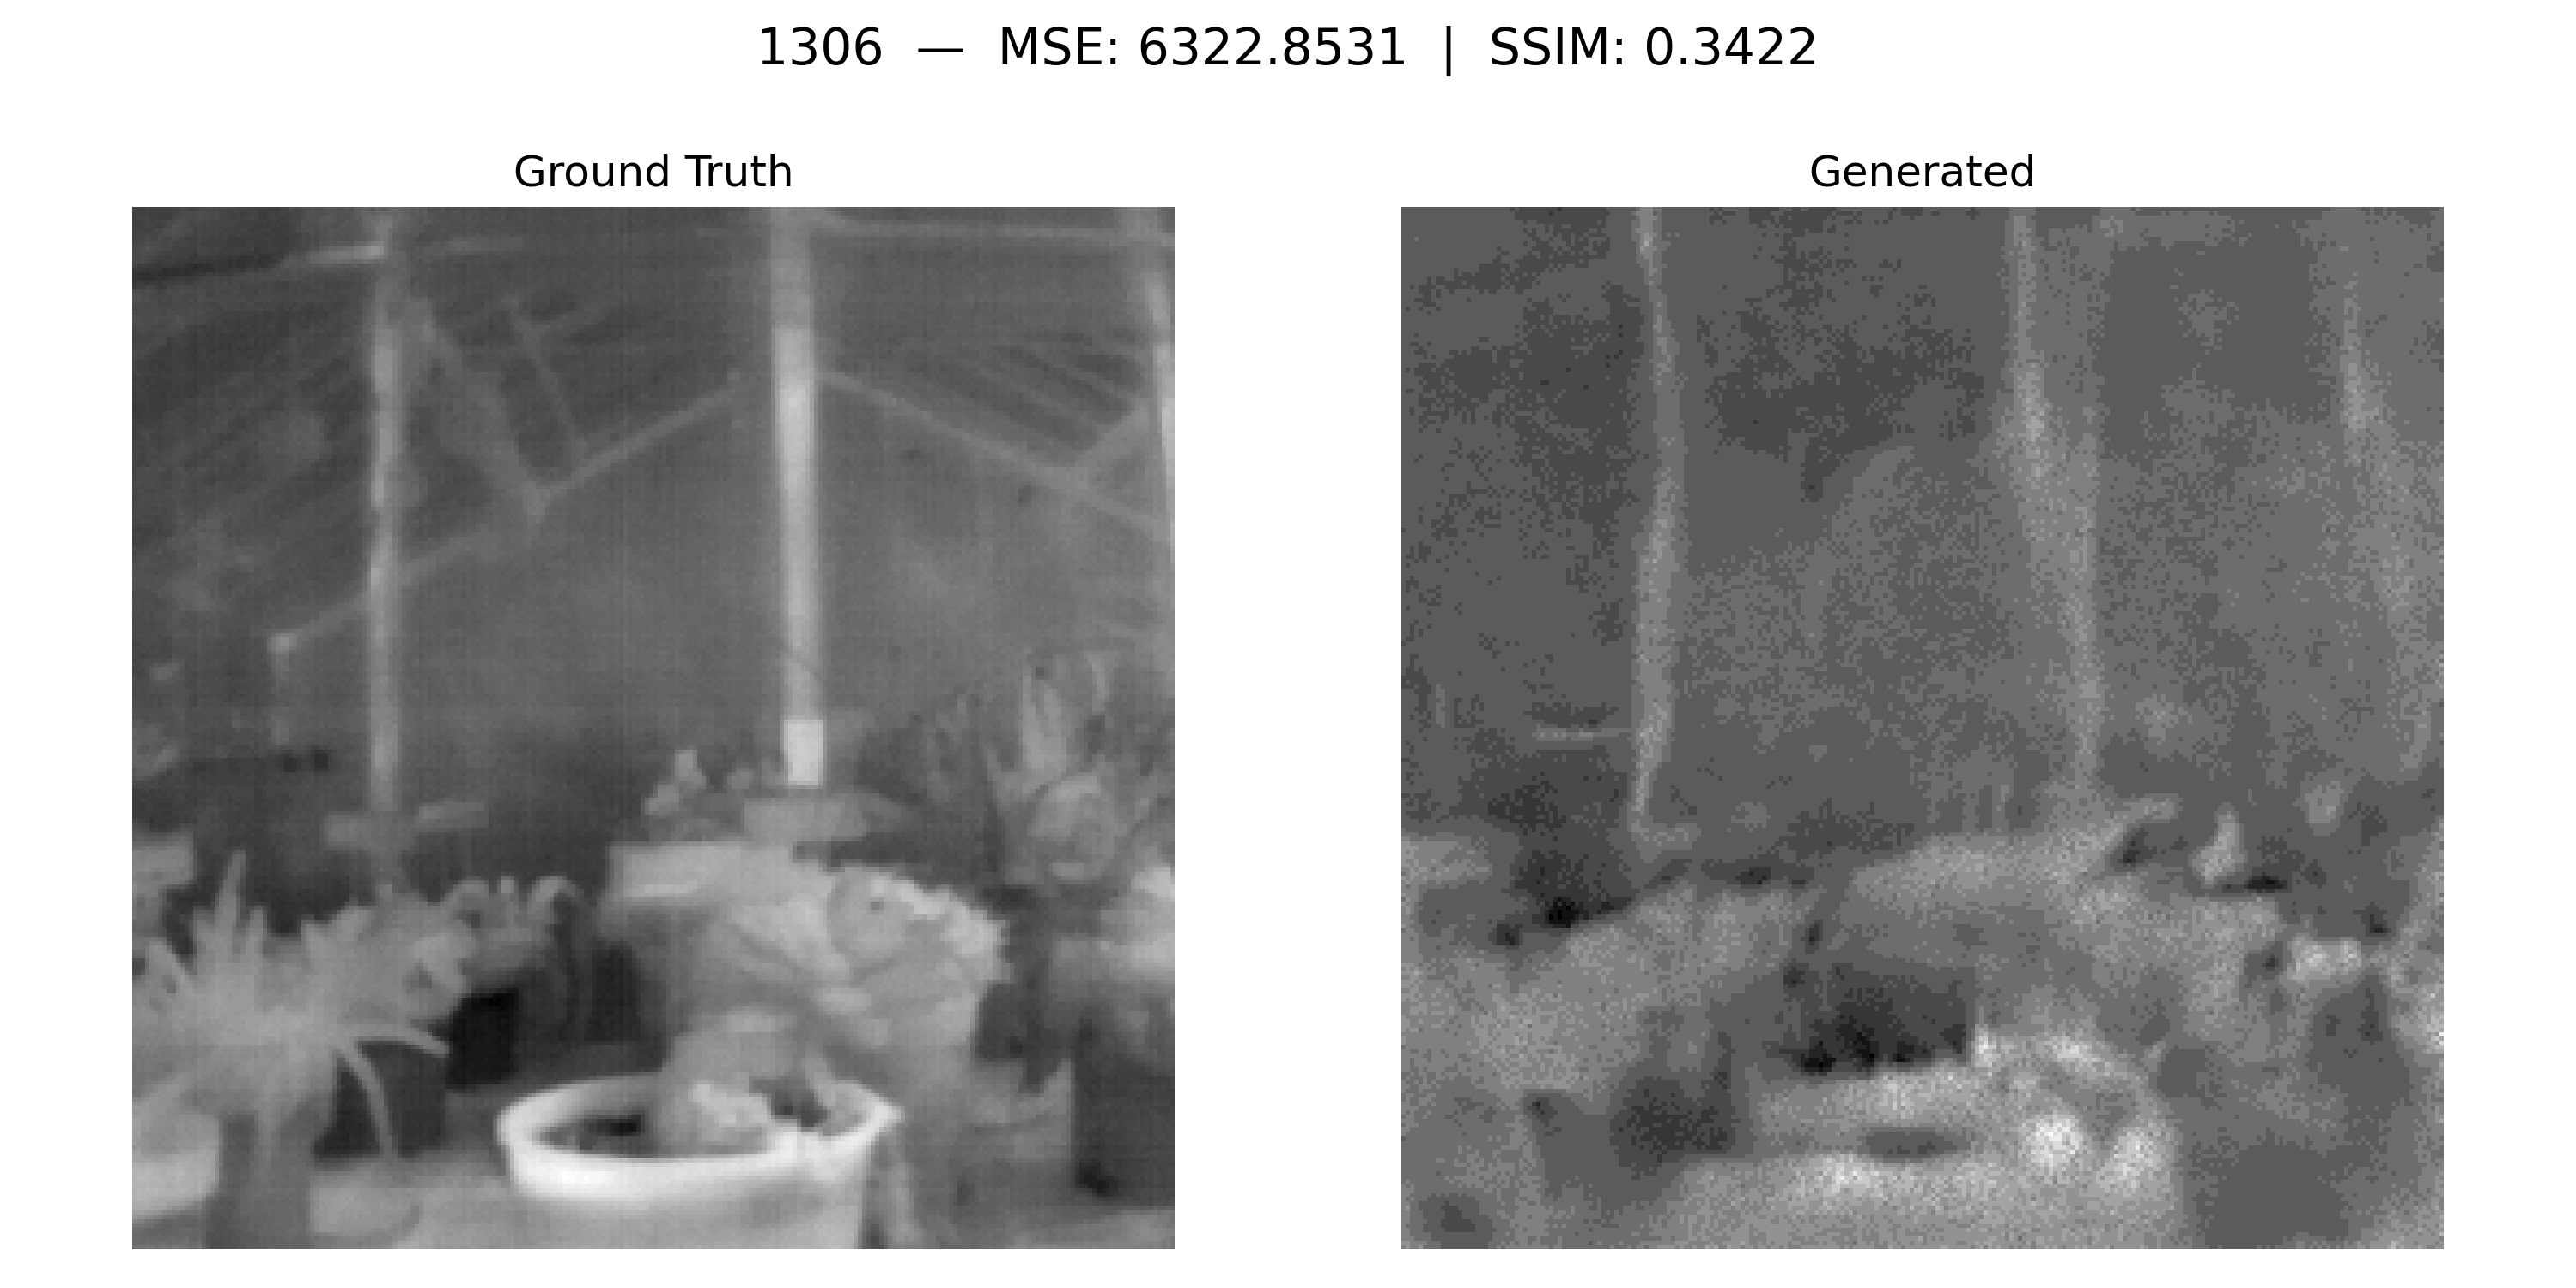 1306 — MSE: 6322.8531 | SSIM: 0.3422
Ground Truth
Generated